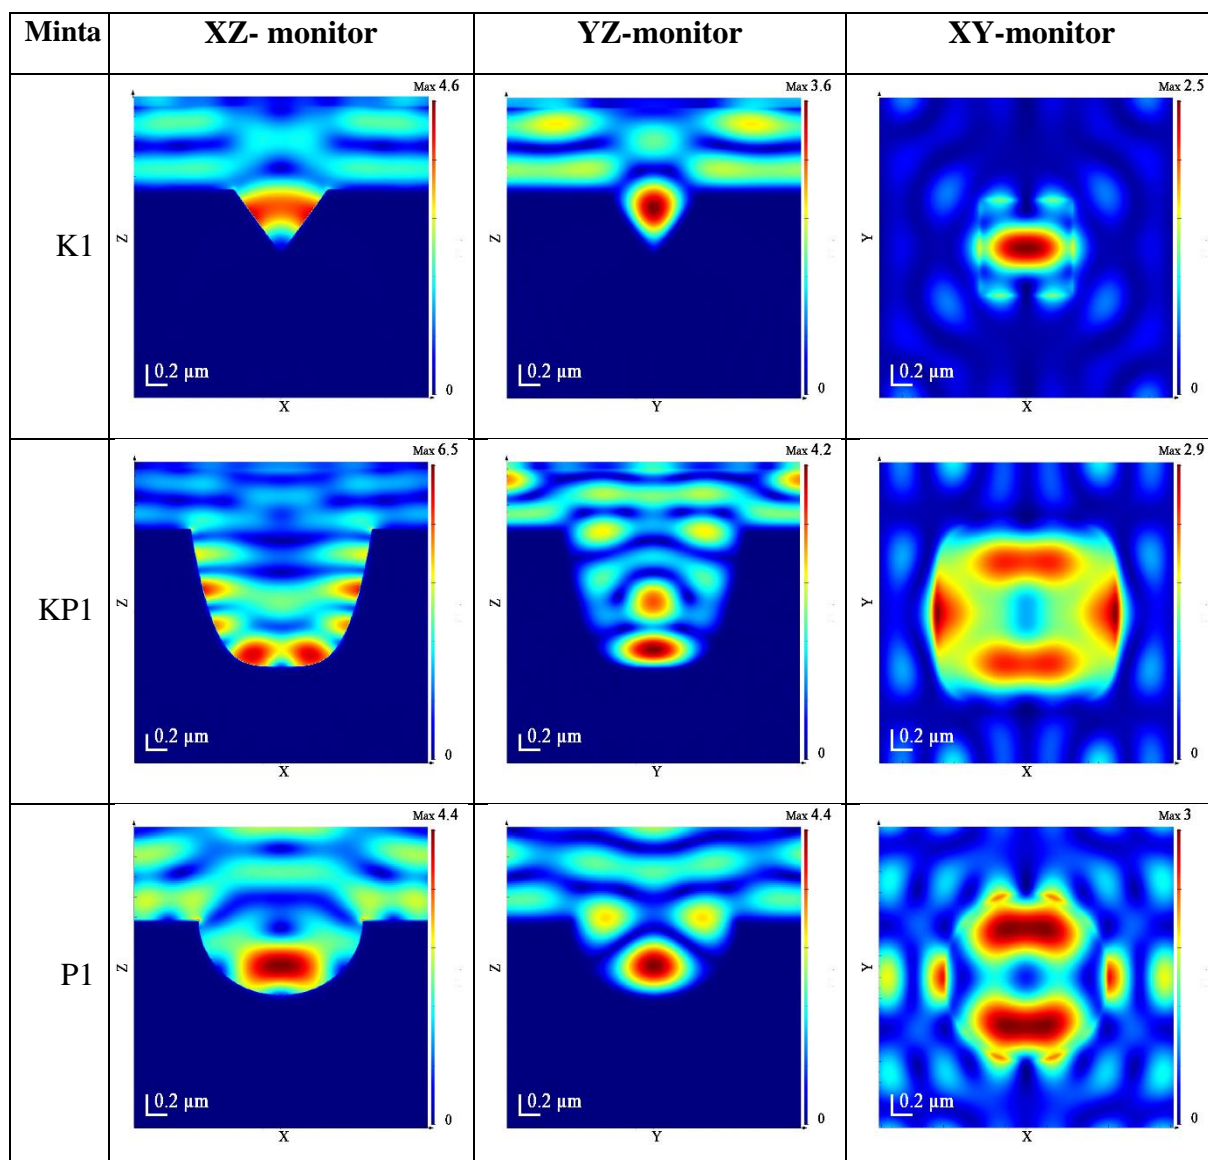 Minta XZ- monitor YZ-monitor XY-monitor
Max 4.6 Max 3.6 Max 2.5
Z Z Y
K1
0.2 µm 0.2 µm 0.2 µm
0 0 0
X Y X
Max 6.5 Max 4.2 Max 2.9
Z Z Y
KP1
0.2 µm 0.2 µm 0.2 µm
0 0 0
X Y X
Max 4.4 Max 4.4 Max 3
Z Z Y
P1
0.2 µm 0.2 µm 0.2 µm
0 0 0
X Y X